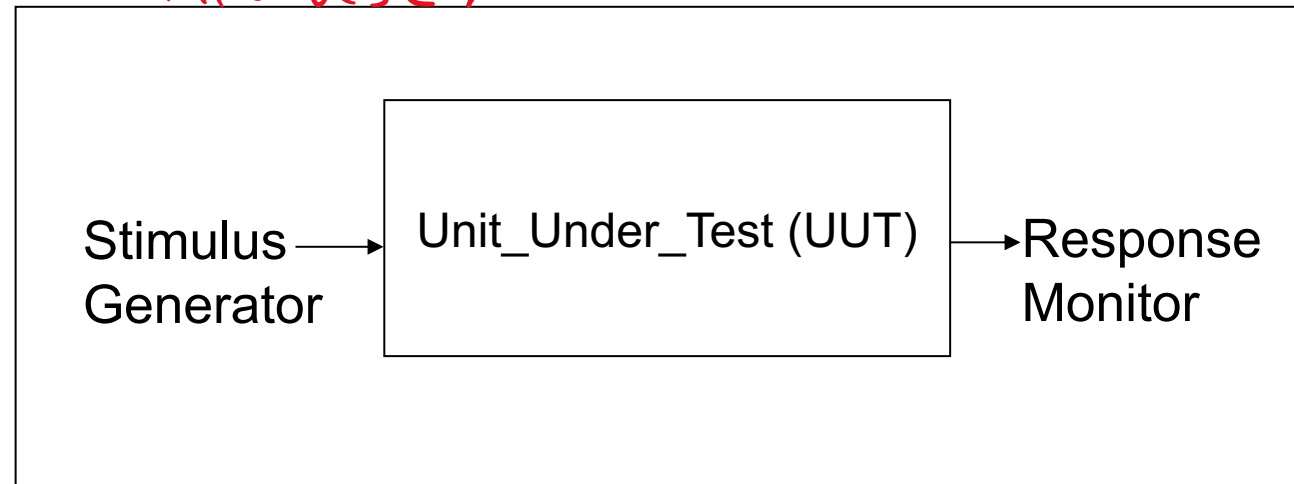 Stimulus
Generator
Unit_Under_Test (UUT)
Response
Monitor